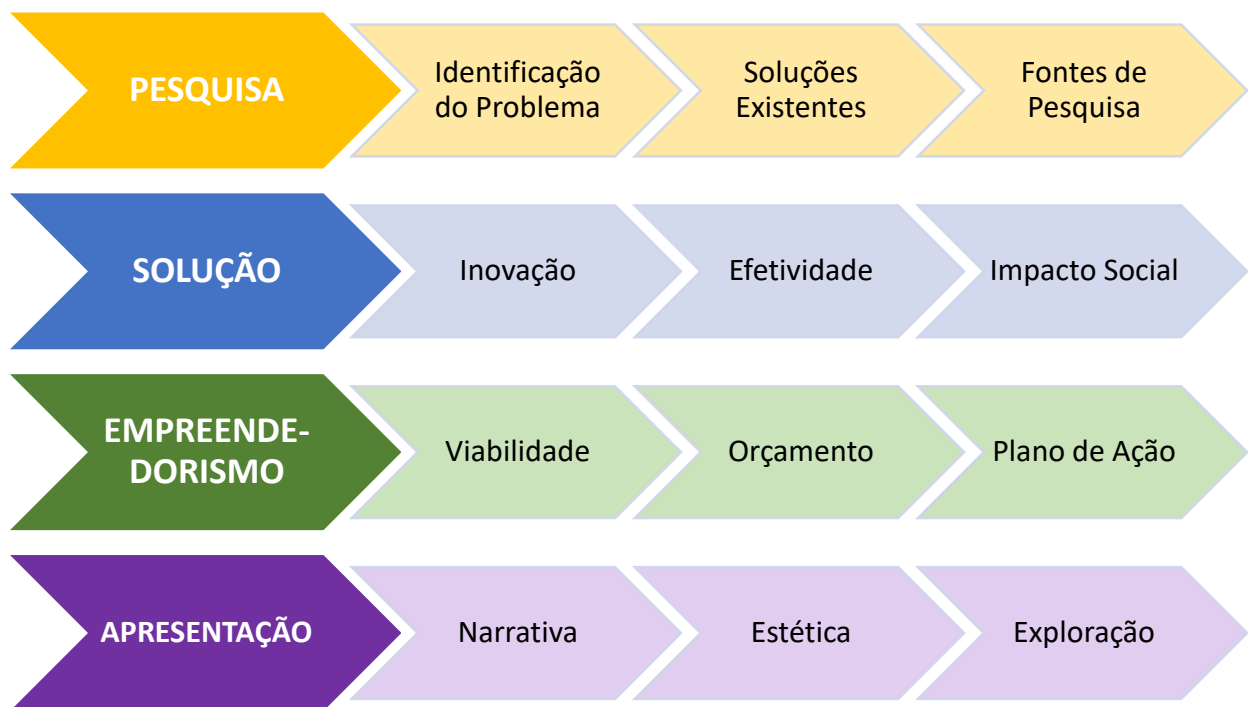 PESQUISA
Identificação
do Problema
Soluções
Existentes
Fontes de
Pesquisa
SOLUÇÃO
Inovação
Efetividade
Impacto Social
EMPREENDE-
DORISMO
Viabilidade
Orçamento
Plano de Ação
APRESENTAÇÃO
Narrativa
Estética
Exploração